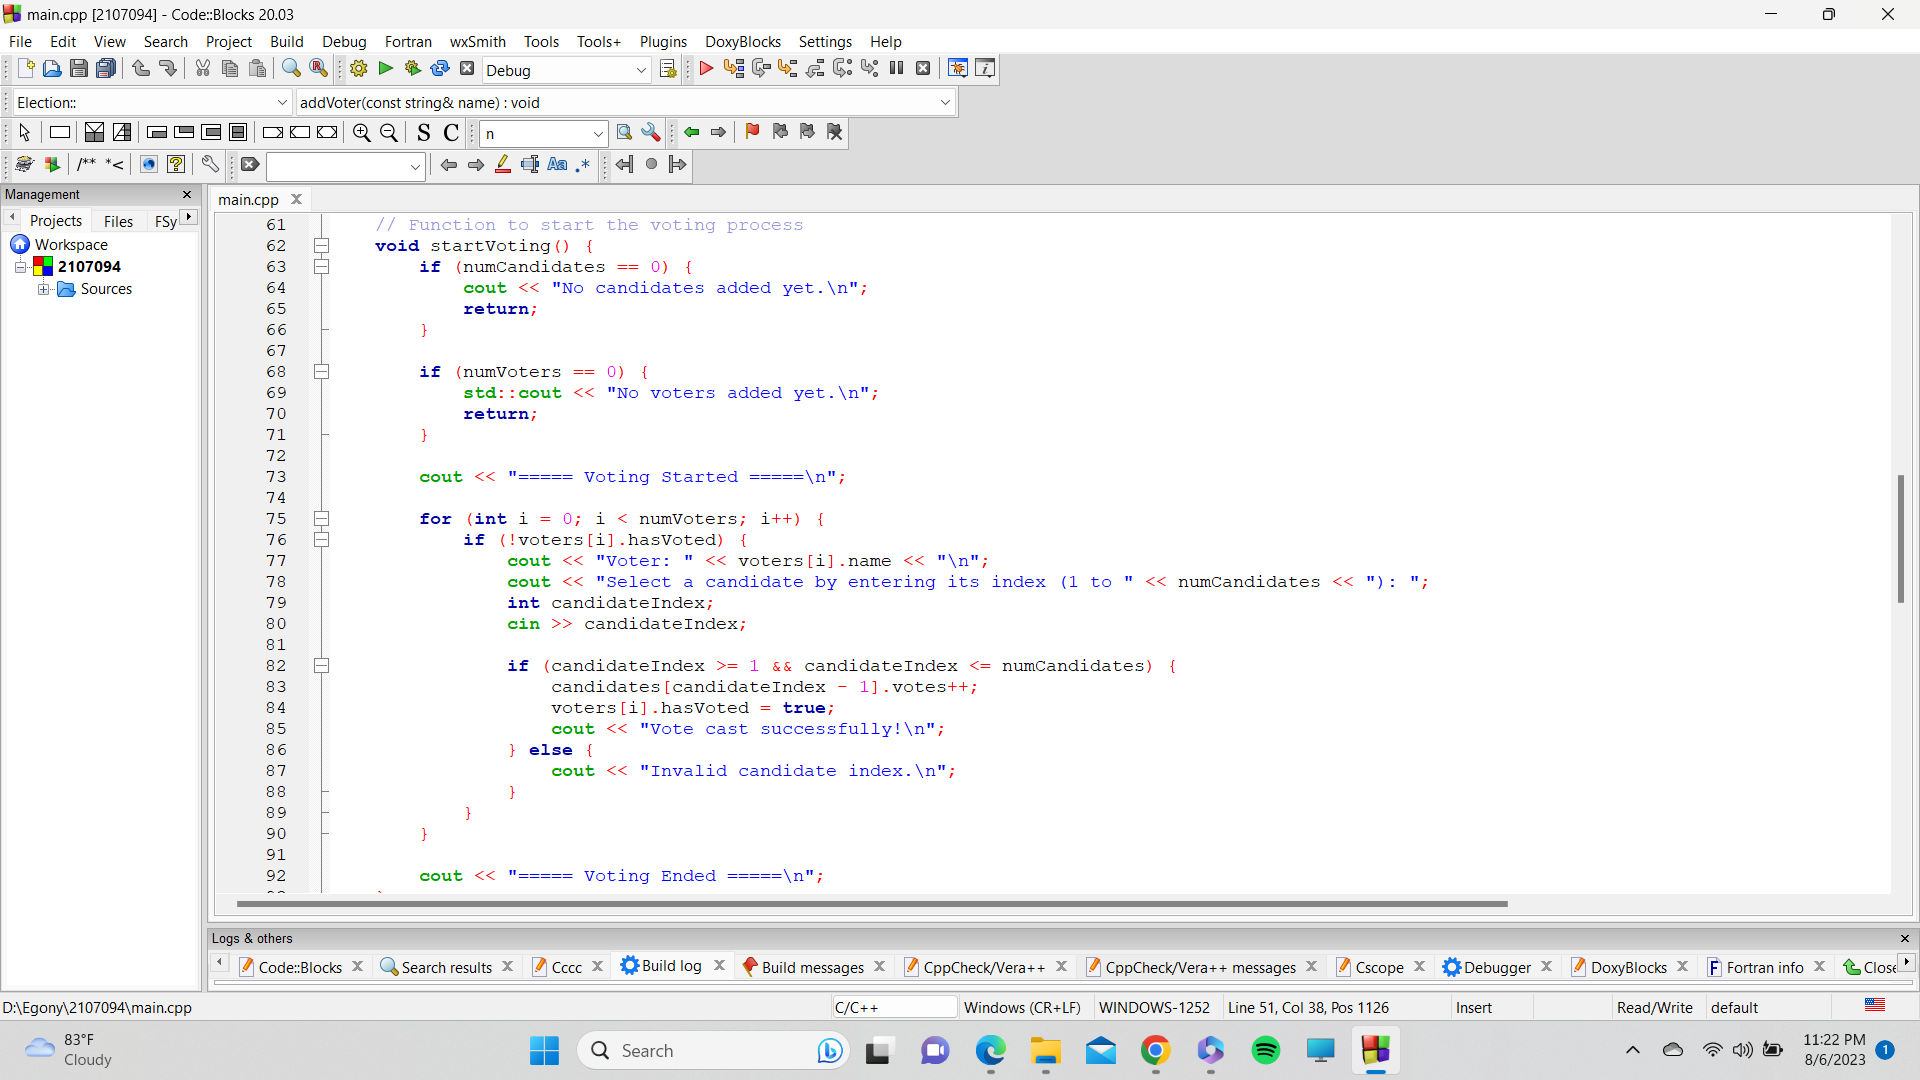 main.cpp [2107094] - Code::Blocks 20.03
File Edit View Search Project Build Debug Fortran wxSmith Tools Tools+ Plugins DoxyBlocks Settings Help
Debug
Election:: addVoter(const string& name) : void
S C n
/** *< Aa .*
Management
main.cpp
Projects Files FSy
Workspace
2107094
Sources
61 // Function to start the voting process
62 void startVoting() {
63 if (numCandidates == 0) {
64 cout << "No candidates added yet.\n";
65 return;
66 }
67
68 if (numVoters == 0) {
69 std::cout << "No voters added yet.\n";
70 return;
71 }
72
73 cout << "===== Voting Started =====\n";
74
75 for (int i = 0; i < numVoters; i++) {
76 if (!voters[i].hasVoted) {
77 cout << "Voter: " << voters[i].name << "\n";
78 cout << "Select a candidate by entering its index (1 to " << numCandidates << "): ";
79 int candidateIndex;
80 cin >> candidateIndex;
81
82 if (candidateIndex >= 1 && candidateIndex <= numCandidates) {
83 candidates[candidateIndex - 1].votes++;
84 voters[i].hasVoted = true;
85 cout << "Vote cast successfully!\n";
86 } else {
87 cout << "Invalid candidate index.\n";
88 }
89 }
90 }
91
92 cout << "===== Voting Ended =====\n";
Logs & others
Code::Blocks Search results Cccc Build log Build messages CppCheck/Vera++ CppCheck/Vera++ messages Cscope Debugger DoxyBlocks Fortran info Close
D:\Egony\2107094\main.cpp C/C++ Windows (CR+LF) WINDOWS-1252 Line 51, Col 38, Pos 1126 Insert Read/Write default
83°F
Cloudy
Search
11:22 PM
8/6/2023
1